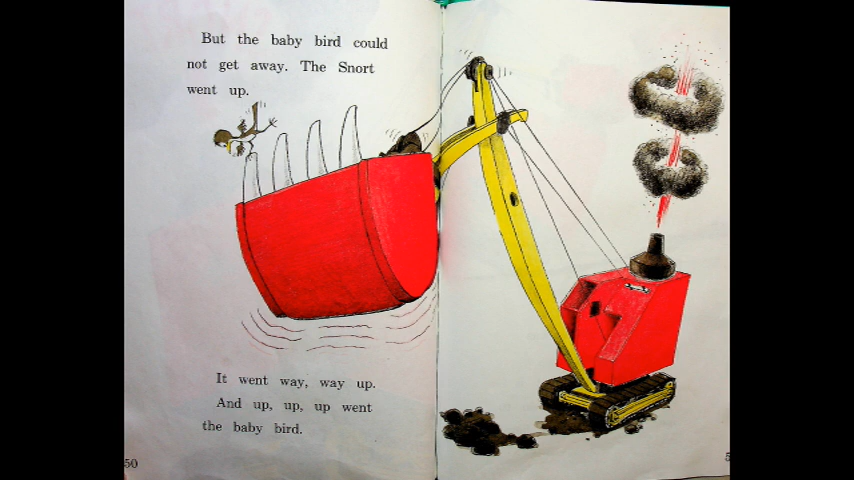 But the baby bird could
not get away. The Snort
went up.
It went way, way up.
And up, up, up went
the baby bird.
50
5